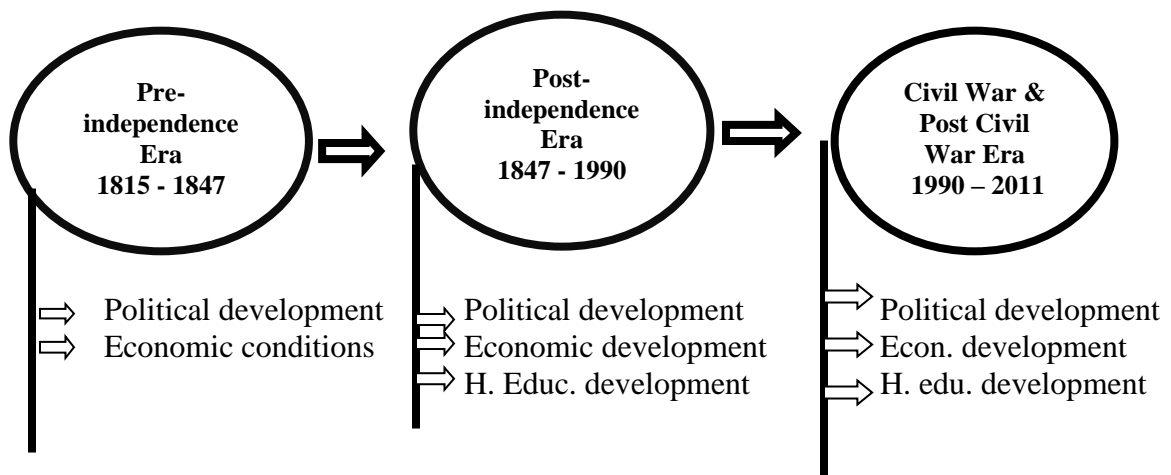 Pre-
independence
Era
1815 - 1847
Post-
independence
Era
1847 - 1990
Civil War &
Post Civil
War Era
1990 – 2011
Political development
Economic conditions
Political development
Economic development
H. Educ. development
Political development
Econ. development
H. edu. development